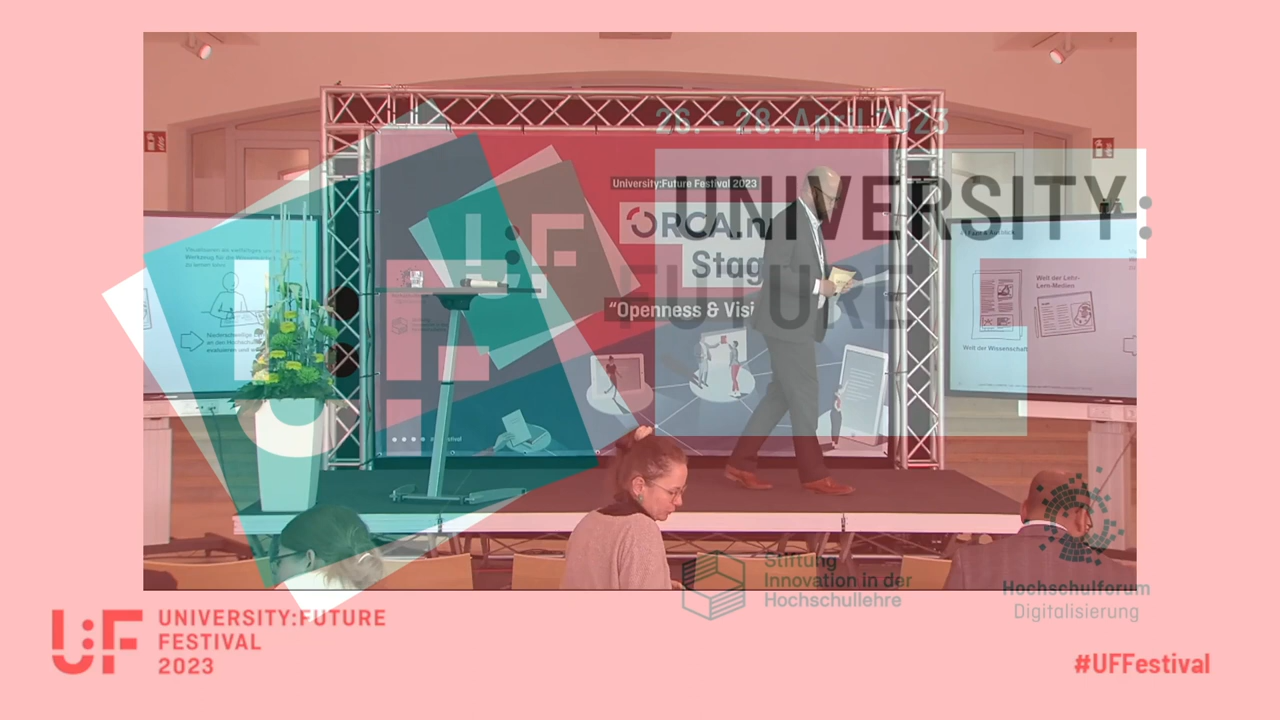 26. - 28. April 2023
University:Future Festival 2023
UNIVERSITY:
ORCA.n
Stag
FUTURE
"Openness & Visi
U:F
Welt der Lehr-
Lern-Medien
Welt der Wissenschaft
Stiftung
Innovation in der
Hochschullehre
Hochschulforum
Digitalisierung
U:F
UNIVERSITY:FUTURE
FESTIVAL
2023
#UFFestival